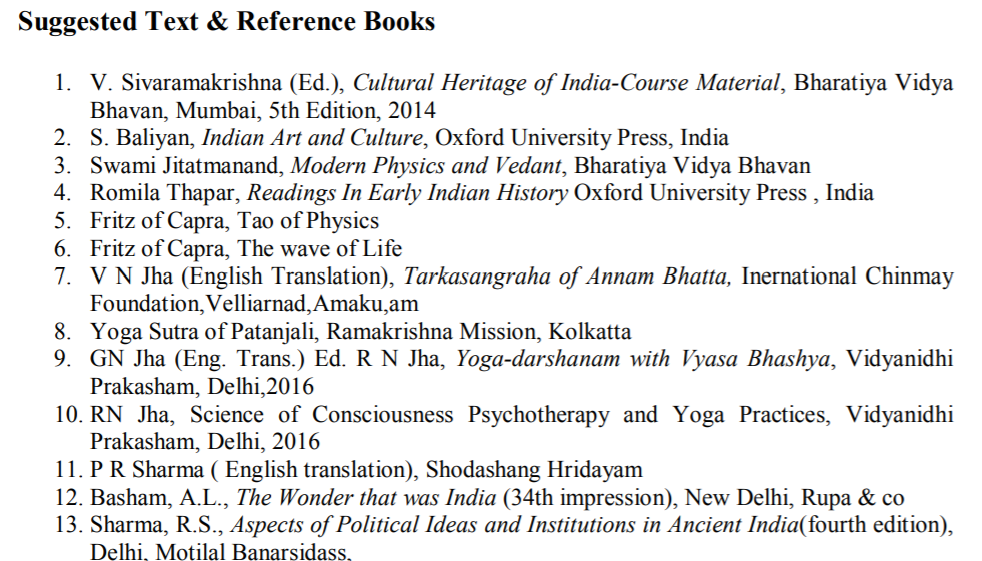 Suggested Text & Reference Books
1. V. Sivaramakrishna (Ed.), Cultural Heritage of India-Course Material, Bharatiya Vidya
Bhavan, Mumbai, 5th Edition, 2014
2. S. Baliyan, Indian Art and Culture, Oxford University Press, India
3. Swami Jitatmanand, Modern Physics and Vedant, Bharatiya Vidya Bhavan
4. Romila Thapar, Readings In Early Indian History Oxford University Press , India
5. Fritz of Capra, Tao of Physics
6. Fritz of Capra, The wave of Life
7. V N Jha (English Translation), Tarkasangraha of Annam Bhatta, Inernational Chinmay
Foundation,Velliarnad,Amaku,am
8. Yoga Sutra of Patanjali, Ramakrishna Mission, Kolkatta
9. GN Jha (Eng. Trans.) Ed. R N Jha, Yoga-darshanam with Vyasa Bhashya, Vidyanidhi
Prakasham, Delhi,2016
10. RN Jha, Science of Consciousness Psychotherapy and Yoga Practices, Vidyanidhi
Prakasham, Delhi, 2016
11. P R Sharma ( English translation), Shodashang Hridayam
12. Basham, A.L., The Wonder that was India (34th impression), New Delhi, Rupa & co
13. Sharma, R.S., Aspects of Political Ideas and Institutions in Ancient India(fourth edition),
Delhi, Motilal Banarsidass,